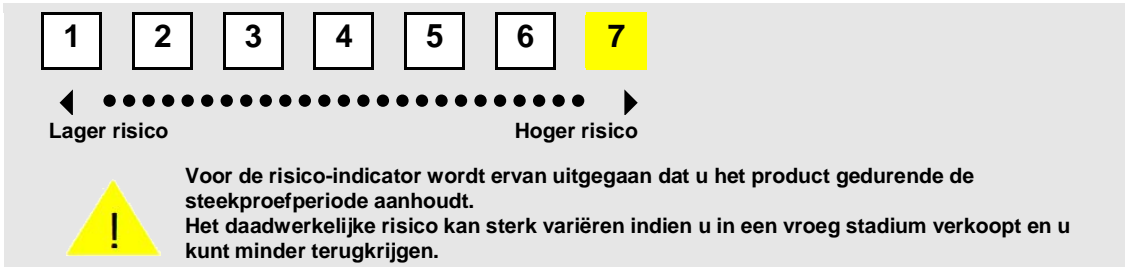 1 2 3 4 5 6 7
Lager risico Hoger risico
!
Voor de risico-indicator wordt ervan uitgegaan dat u het product gedurende de
steekproefperiode aanhoudt.
Het daadwerkelijke risico kan sterk variëren indien u in een vroeg stadium verkoopt en u
kunt minder terugkrijgen.